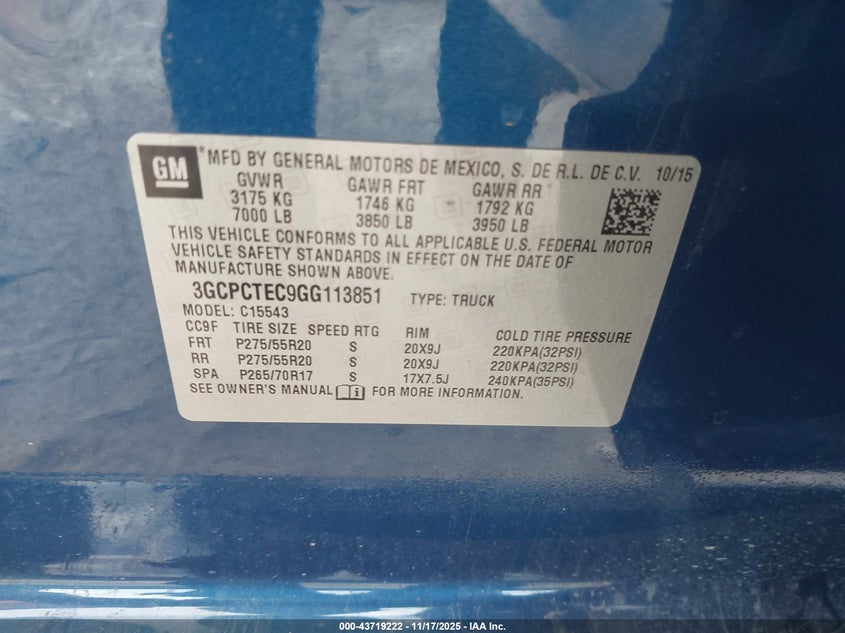 GM
*MFD BY GENERAL MOTORS DE MEXICO, S. DE R.L. DE C.V. 10/15
GVWR GAWR FRT GAWR RR
3175 KG 1746 KG 1792 KG
7000 LB 3850 LB 3950 LB
THIS VEHICLE CONFORMS TO ALL APPLICABLE U.S. FEDERAL MOTOR
VEHICLE SAFETY STANDARDS IN EFFECT ON THE DATE OF
MANUFACTURE SHOWN ABOVE.
3GCPCTEC9GG113851 TYPE: TRUCK
MODEL: C15543
CC9F TIRE SIZE SPEED RTG RIM COLD TIRE PRESSURE
FRT P275/55R20 S 20X9J 220KPA(32PSI)
RR P275/55R20 S 20X9J 220KPA(32PSI)
SPA P265/70R17 S 17X7.5J 240KPA(35PSI)
SEE OWNER'S MANUAL FOR MORE INFORMATION.
000-43719222 - 11/17/2025 - IAA Inc.